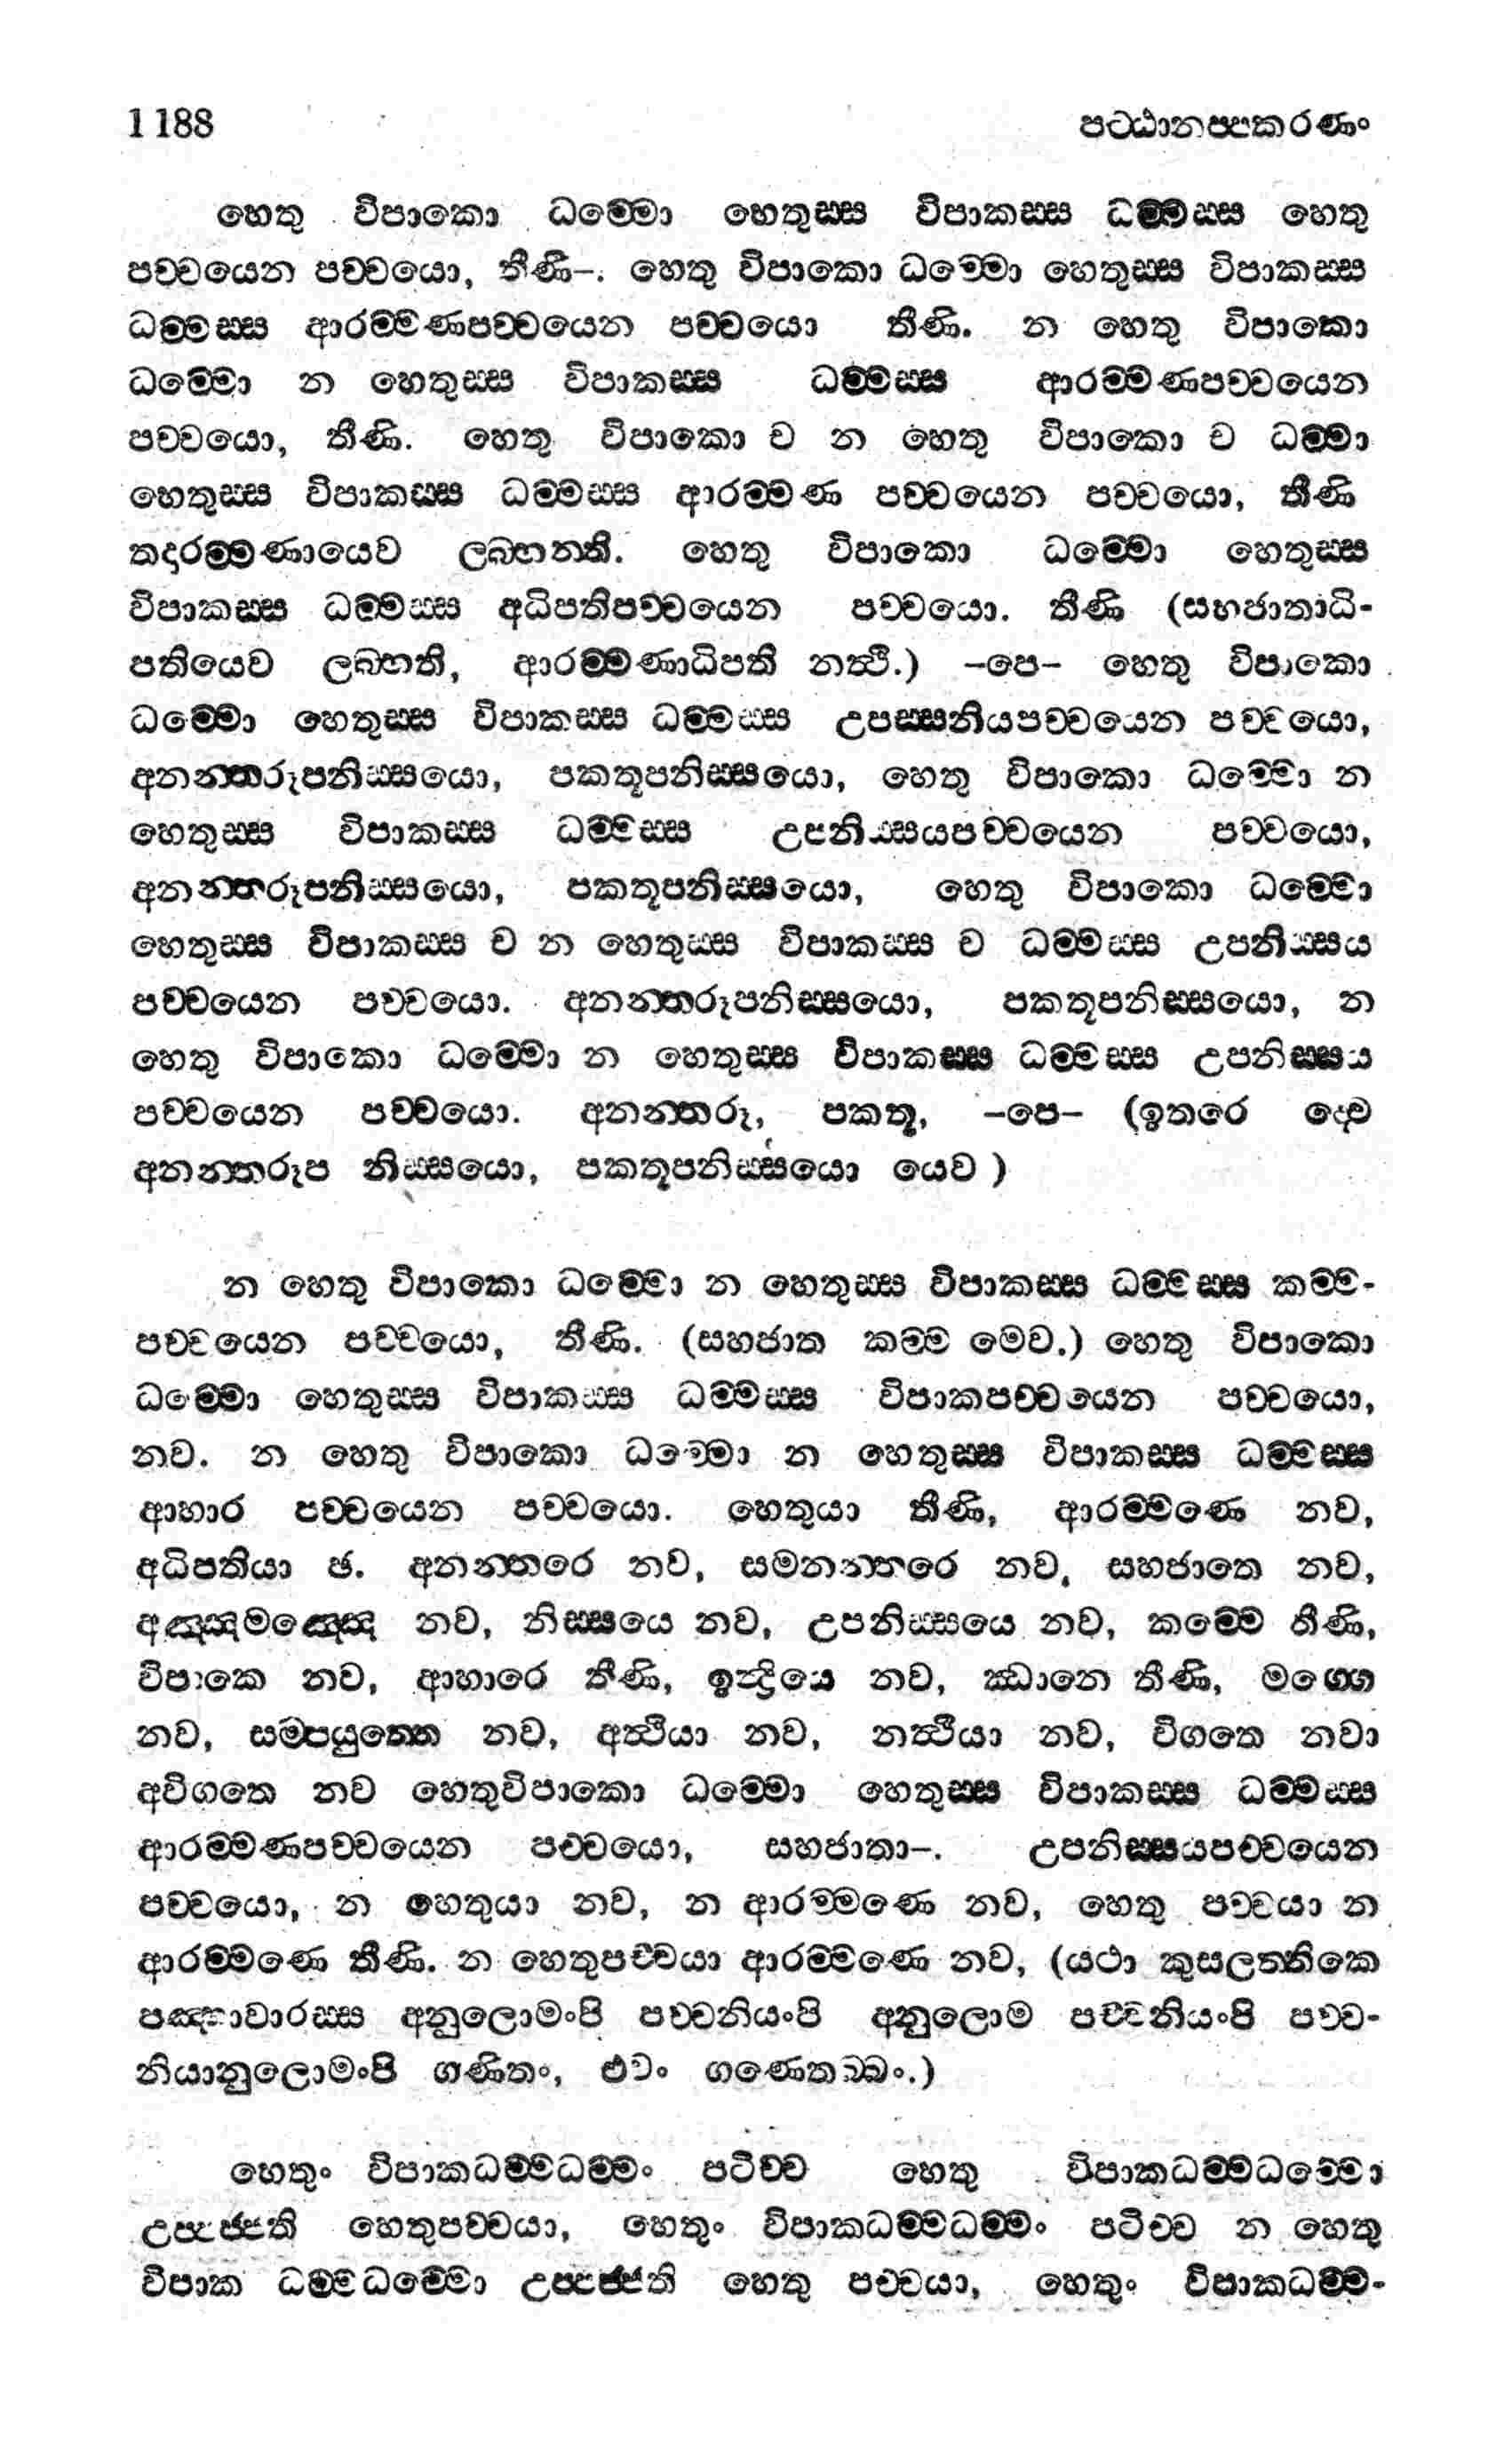 1188 පට්ඨානප්පකරණං
හෙතු විපාකො ධම්මො හෙතුස්ස විපාකස්ස ධම්මස්ස හෙතු
පච්චයෙන පච්චයො, තීණි–. හෙතු විපාකො ධම්මො හෙතුස්ස විපාකස්ස
ධම්මස්ස ආරම්මණපච්චයෙන පච්චයො තීණි. න හෙතු විපාකො
ධම්මො න හෙතුස්ස විපාකස්ස ධම්මස්ස ආරම්මණපච්චයෙන
පච්චයො, තීණි. හෙතු විපාකො ච න හෙතු විපාකො ච ධම්මා
හෙතුස්ස විපාකස්ස ධම්මස්ස ආරම්මණ පච්චයෙන පච්චයො, තීණි
තදාරම්මණායෙව ලබ්භන්ති. හෙතු විපාකො ධම්මො හෙතුස්ස
විපාකස්ස ධම්මස්ස අධිපතිපච්චයෙන පච්චයො. තීණි (සහජාතාධි-
පතියෙව ලබ්භති, ආරම්මණාධිපති නත්ථි.) –පෙ– හෙතු විපාකො
ධම්මො හෙතුස්ස විපාකස්ස ධම්මස්ස උපස්සනියපච්චයෙන පච්චයො,
අනන්තරූපනිස්සයො, පකතූපනිස්සයො, හෙතු විපාකො ධම්මො න
හෙතුස්ස විපාකස්ස ධම්මස්ස උපනිස්සයපච්චයෙන පච්චයො,
අනන්තරූපනිස්සයො, පකතූපනිස්සයො, හෙතු විපාකො ධම්මො
හෙතුස්ස විපාකස්ස ච න හෙතුස්ස විපාකස්ස ච ධම්මස්ස උපනිස්සය
පච්චයෙන පච්චයො. අනන්තරූපනිස්සයො, පකතූපනිස්සයො, න
හෙතු විපාකො ධම්මො න හෙතුස්ස විපාකස්ස ධම්මස්ස උපනිස්සය
පච්චයෙන පච්චයො. අනන්තරූ, පකතූ, –පෙ– (ඉතරෙ ද්වෙ
අනන්තරූප නිස්සයො, පකතූපනිස්සයො යෙව )
න හෙතු විපාකො ධම්මො න හෙතුස්ස විපාකස්ස ධම්මස්ස කම්ම-
පච්චයෙන පච්චයො, තීණි. (සහජාත කම්ම මෙව.) හෙතු විපාකො
ධම්මො හෙතුස්ස විපාකස්ස ධම්මස්ස විපාකපච්චයෙන පච්චයො,
නව. න හෙතු විපාකො ධම්මො න හෙතුස්ස විපාකස්ස ධම්මස්ස
ආහාර පච්චයෙන පච්චයො. හෙතුයා තීණි, ආරම්මණෙ නව,
අධිපතියා ඡ. අනන්තරෙ නව, සමනන්තරෙ නව, සහජාතෙ නව,
අඤ්ඤමඤ්ඤෙ නව, නිස්සයෙ නව, උපනිස්සයෙ නව, කම්මෙ තීණි,
විපාකෙ නව, ආහාරෙ තීණි, ඉන්ද්‍රියෙ නව, ඣානෙ තීණි, මග්ගෙ
නව, සම්පයුත්තෙ නව, අත්ථියා නව, නත්ථියා නව, විගතෙ නවා
අවිගතෙ නව හෙතුවිපාකො ධම්මො හෙතුස්ස විපාකස්ස ධම්මස්ස
ආරම්මණපච්චයෙන පච්චයො, සහජාතා–. උපනිස්සයපච්චයෙන
පච්චයො, න හෙතුයා නව, න ආරම්මණෙ නව, හෙතු පච්චයා න
ආරම්මණෙ තීණි. න හෙතුපච්චයා ආරම්මණෙ නව, (යථා කුසලත්තිකෙ
පඤ්හාවාරස්ස අනුලොමංපි පච්චනියංපි අනුලොම පච්චනියංපි පච්ච-
නියානුලොමංපි ගණිතං, එවං ගණෙතබ්බං.)
හෙතුං විපාකධම්මධම්මං පටිච්ච හෙතු විපාකධම්මධම්මො
උප්පජ්ජති හෙතුපච්චයා, හෙතුං විපාකධම්මධම්මං පටිච්ච න හෙතු
විපාක ධම්මධම්මො උප්පජ්ජති හෙතු පච්චයා, හෙතුං විපාකධම්ම-